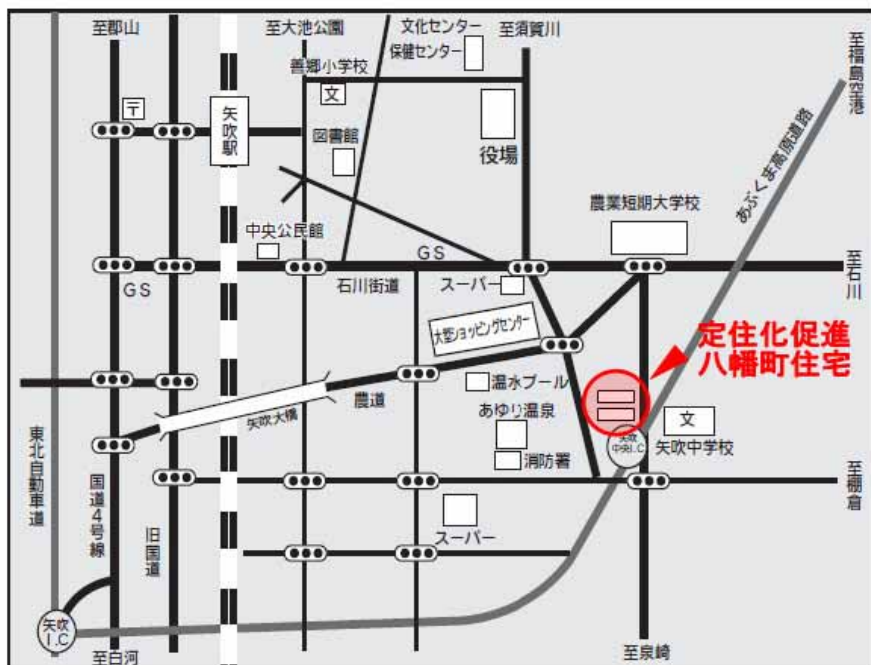 至郡山
至大池公園
文化センター
保健センター
至須賀川
至福島空港
善郷小学校
文
〒
矢吹駅
図書館
役場
あぶくま高原道路
農業短期大学校
中央公民館
GS
GS
石川街道
スーパー
至石川
大型ショッピングセンター
定住化促進
八幡町住宅
温水プール
農道
矢吹大橋
あゆり温泉
文
矢吹
中央I.C
矢吹中学校
消防署
東北自動車道
国道4号線
旧国道
至棚倉
スーパー
矢吹
I.C
至白河
至泉崎